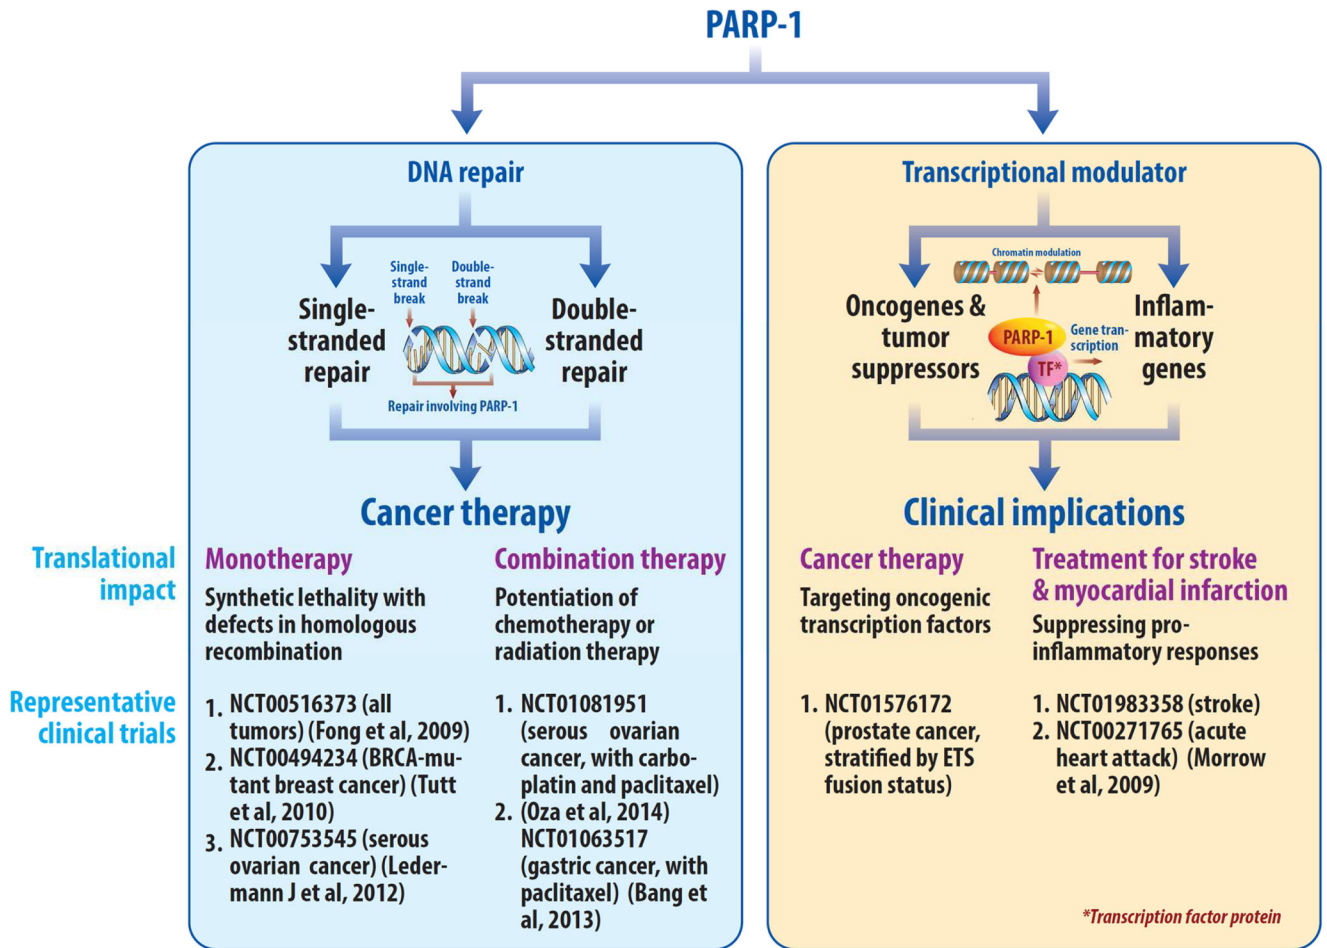 PARP-1
DNA repair
Single-
strand
break
Double-
strand
break
Single-
stranded
repair
Double-
stranded
repair
Repair involving PARP-1
Cancer therapy
Transcriptional modulator
Chromatin modulation
Oncogenes &
tumor
suppressors
PARP-1
TF*
Gene tran-
scription
Inflam-
matory
genes
Clinical implications
Translational
impact
Monotherapy
Synthetic lethality with
defects in homologous
recombination
Combination therapy
Potentiation of
chemotherapy or
radiation therapy
Cancer therapy
Targeting oncogenic
transcription factors
Treatment for stroke
& myocardial infarction
Suppressing pro-
inflammatory responses
Representative
clinical trials
1. NCT00516373 (all
tumors) (Fong et al, 2009)
2. NCT00494234 (BRCA-mu-
tant breast cancer) (Tutt
et al, 2010)
3. NCT00753545 (serous
ovarian cancer) (Leder-
mann J et al, 2012)
1. NCT01081951
(serous ovarian
cancer, with carbo-
platin and paclitaxel)
2. (Oza et al, 2014)
NCT01063517
(gastric cancer, with
paclitaxel) (Bang et
al, 2013)
1. NCT01576172
(prostate cancer,
stratified by ETS
fusion status)
1. NCT01983358 (stroke)
2. NCT00271765 (acute
heart attack) (Morrow
et al, 2009)
*Transcription factor protein